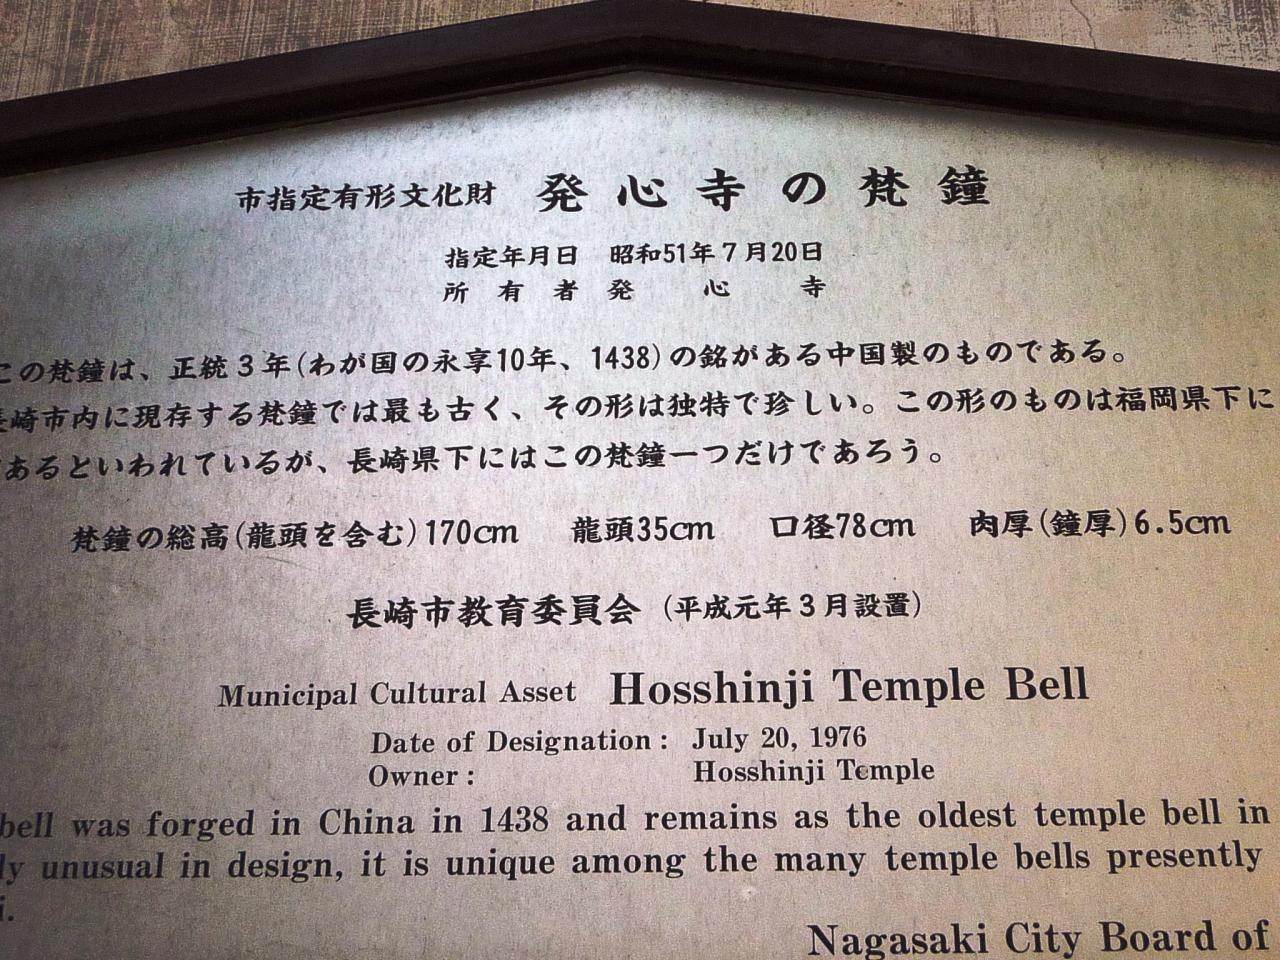 市指定有形文化財 発心寺の梵鐘
指定年月日 昭和51年7月20日
所有者 発心寺
この梵鐘は、正統3年(わが国の永享10年、1438)の銘がある中国製のものである。
長崎市内に現存する梵鐘では最も古く、その形は独特で珍しい。この形のものは福岡県下に
あるといわれているが、長崎県下にはこの梵鐘一つだけであろう。
梵鐘の総高(龍頭を含む)170cm 龍頭35cm 口径78cm 肉厚(鐘厚)6.5cm
長崎市教育委員会 (平成元年3月設置)
Municipal Cultural Asset Hosshinji Temple Bell
Date of Designation: July 20, 1976
Owner: Hosshinji Temple
bell was forged in China in 1438 and remains as the oldest temple bell in
ly unusual in design, it is unique among the many temple bells presently
i.
Nagasaki City Board of